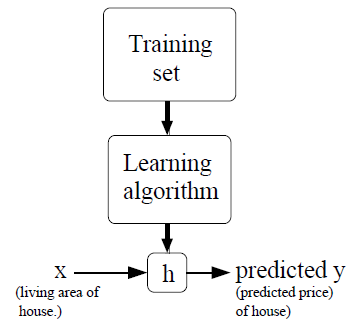 Training
set
Learning
algorithm
x
h
predicted y
(living area of
house.)
(predicted price)
of house)